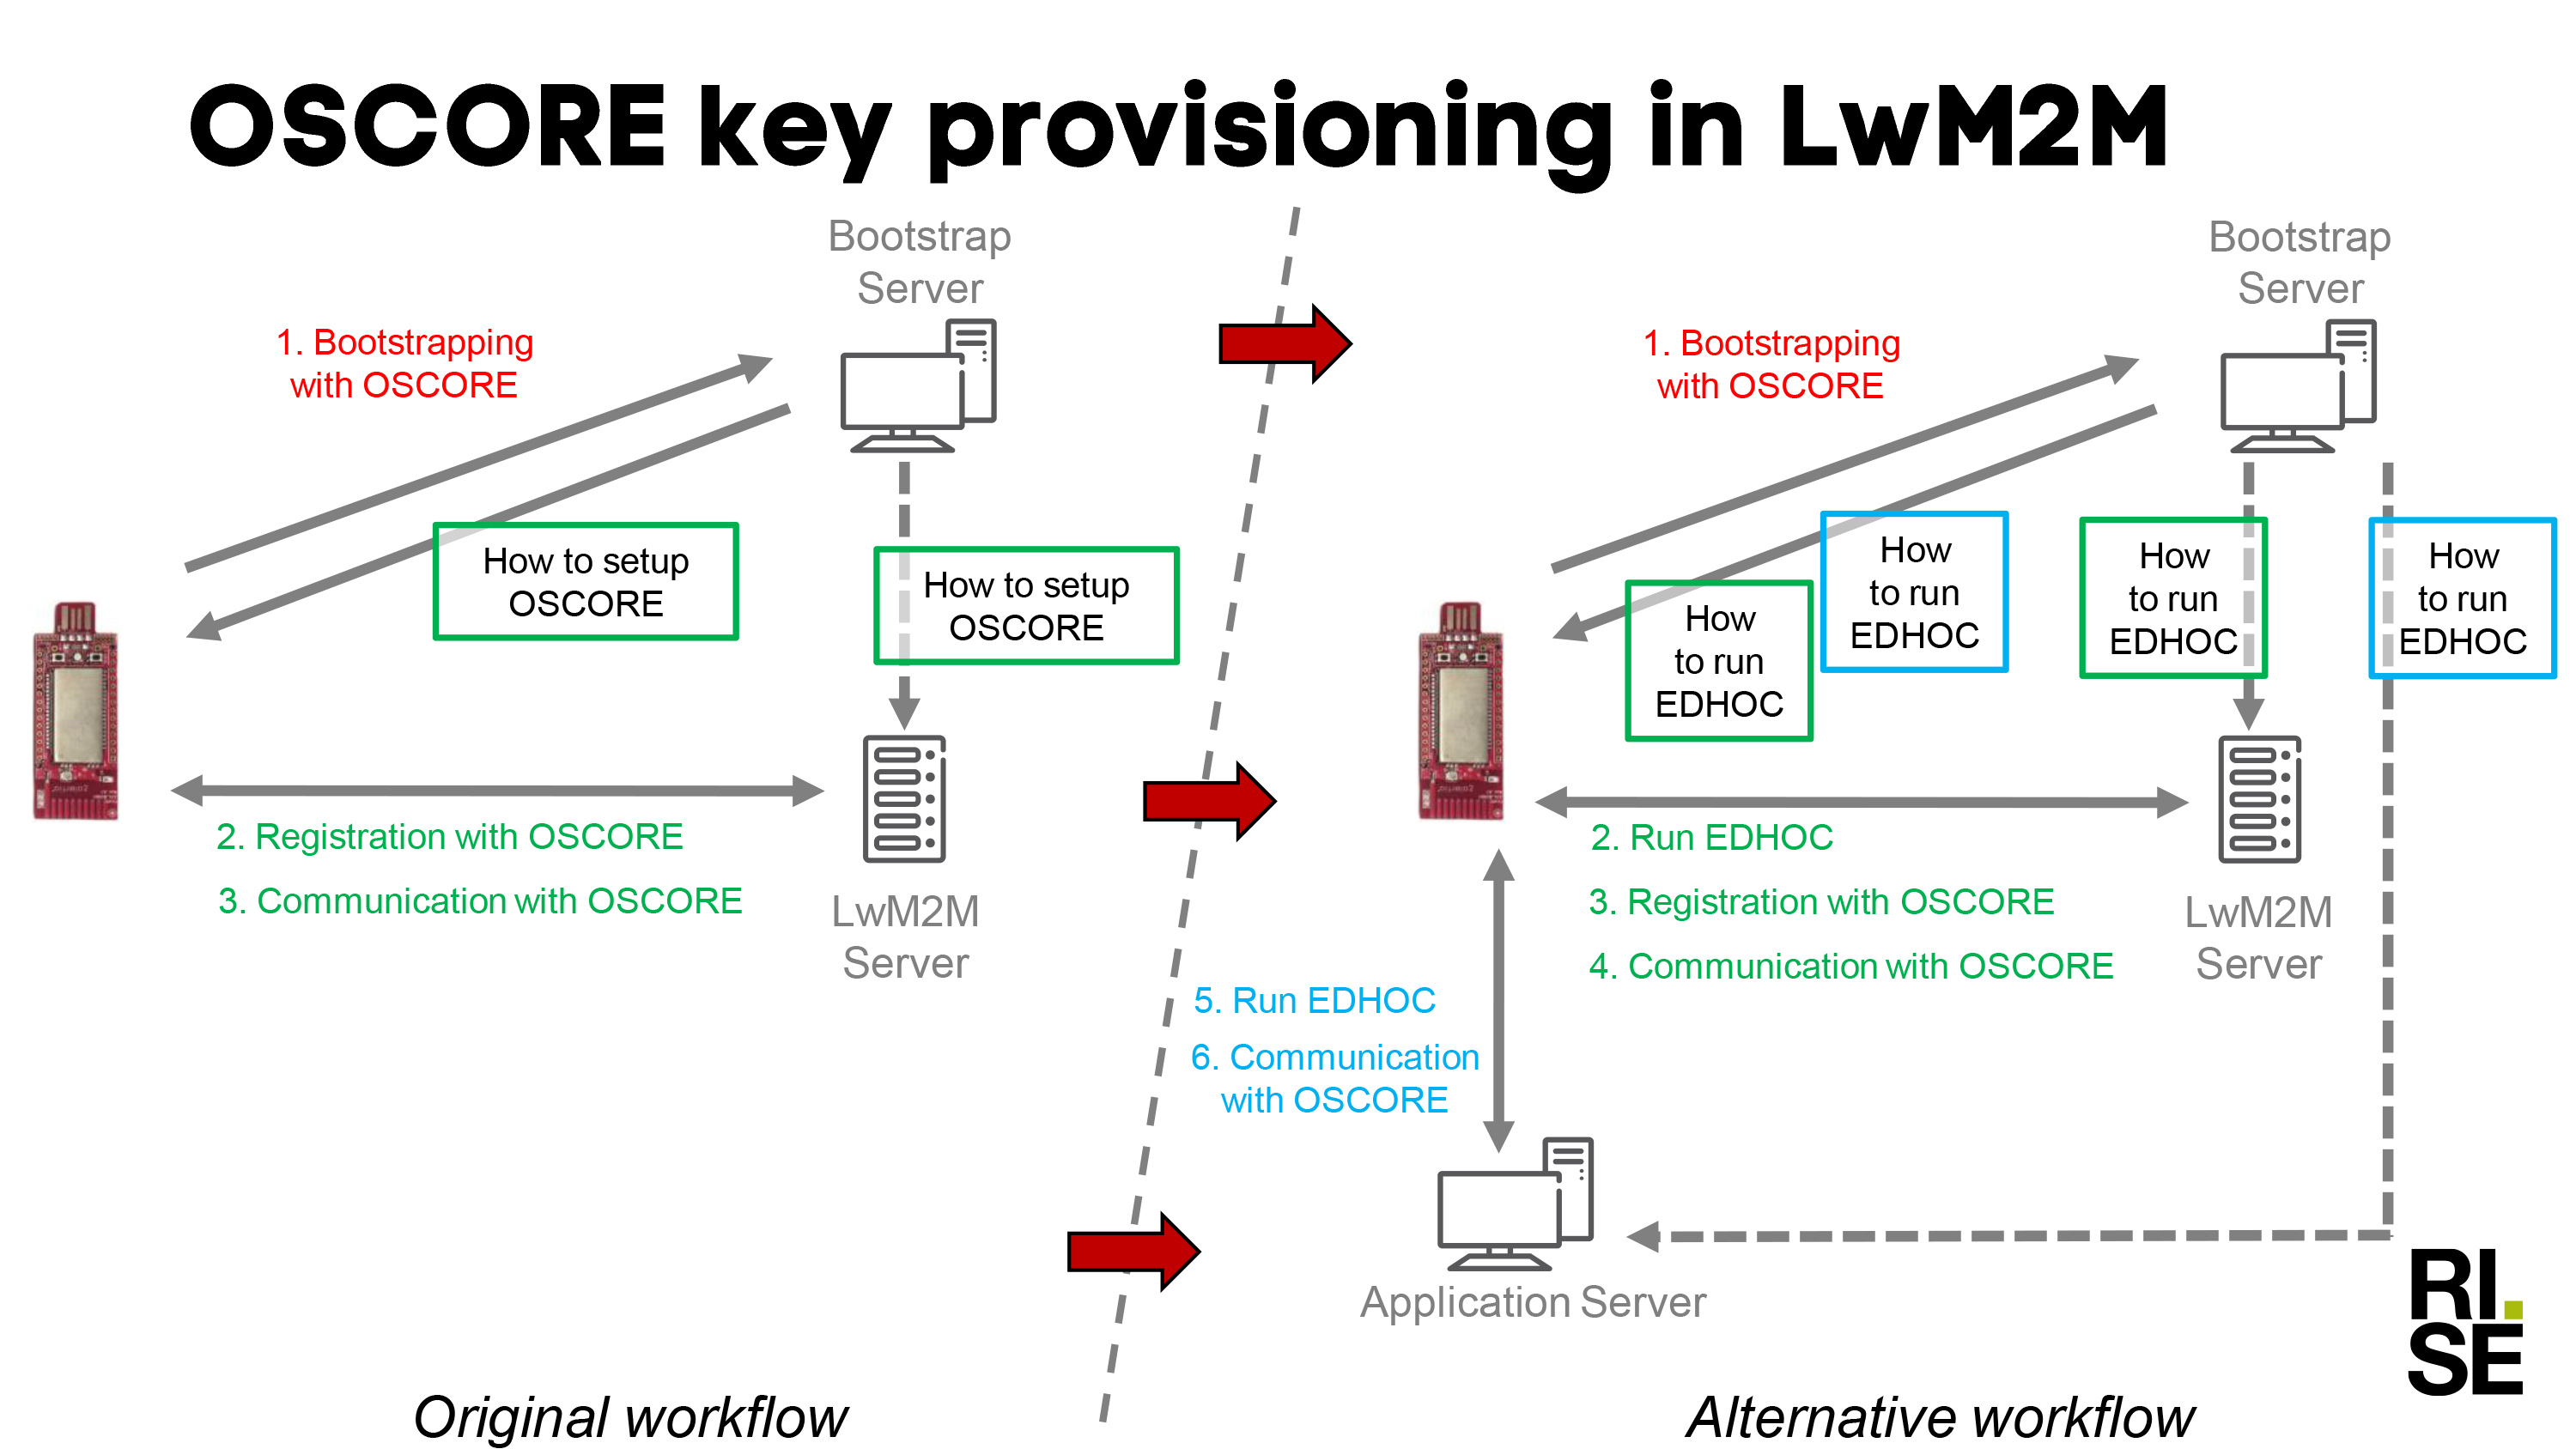 OSCORE key provisioning in LwM2M
Bootstrap
Server
1. Bootstrapping
with OSCORE
How to setup
OSCORE
How to setup
OSCORE
2. Registration with OSCORE
3. Communication with OSCORE
LwM2M
Server
Original workflow
Bootstrap
Server
1. Bootstrapping
with OSCORE
How
to run
EDHOC
How
to run
EDHOC
How
to run
EDHOC
How
to run
EDHOC
2. Run EDHOC
3. Registration with OSCORE
4. Communication with OSCORE
LwM2M
Server
5. Run EDHOC
6. Communication
with OSCORE
Application Server
Alternative workflow
RI.
SE